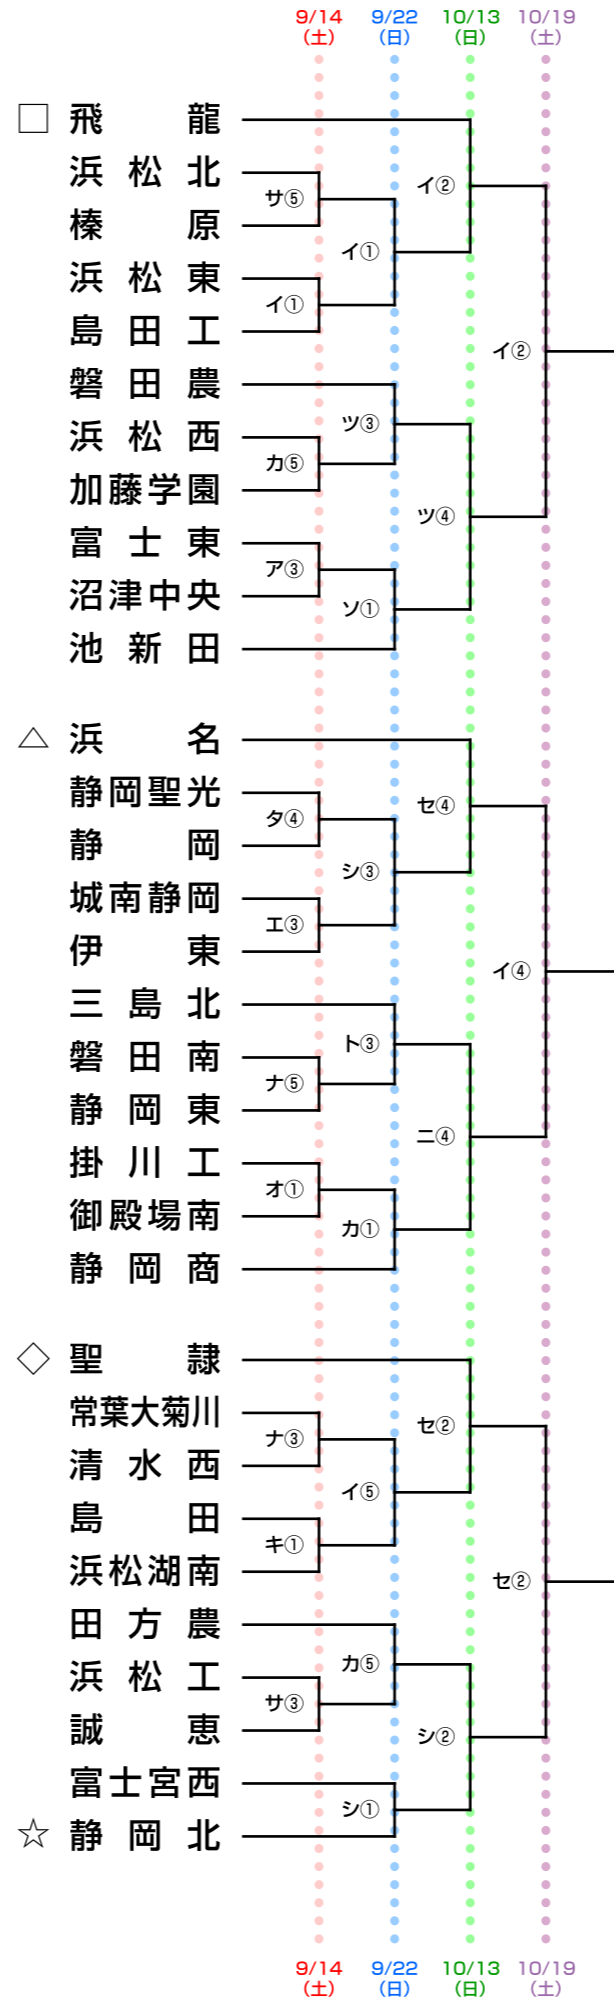 9/14 9/22 10/13 10/19
(土) (日) (日) (土)
□ 飛龍
浜松北
サ⑤
榛原
イ②
イ①
浜松東
イ①
島田工
イ②
磐田農
ツ③
浜松西
カ⑤
加藤学園
ツ④
富士東
ア③
沼津中央
ソ①
池新田
△ 浜名
静岡聖光
タ④
静岡
セ④
シ③
城南静岡
エ③
伊東
イ④
三島北
ト③
磐田南
ナ⑤
静岡東
ニ④
掛川工
オ①
御殿場南
カ①
静岡商
◇ 聖隷
常葉大菊川
ナ③
清水西
セ②
イ⑤
島田
キ①
浜松湖南
セ②
田方農
カ⑤
浜松工
サ③
誠恵
シ②
富士宮西
シ①
☆ 静岡北
9/14 9/22 10/13 10/19
(土) (日) (日) (土)